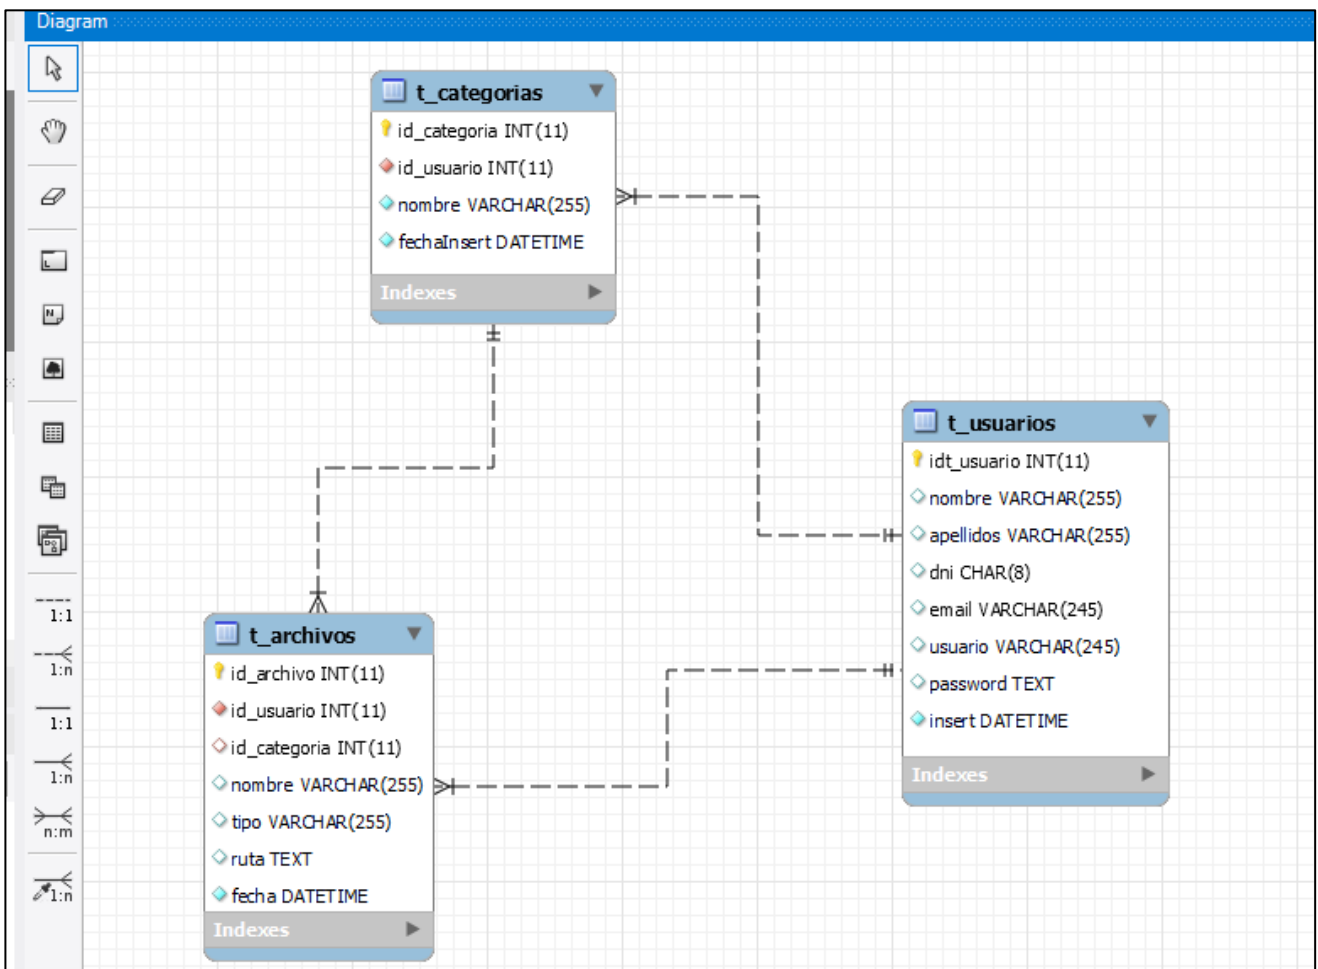 Diagram
t_categorias
id_categoria INT(11)
id_usuario INT(11)
nombre VARCHAR(255)
fechaInsert DATETIME
Indexes
t_usuarios
idt_usuario INT(11)
nombre VARCHAR(255)
apellidos VARCHAR(255)
dni CHAR(8)
email VARCHAR(245)
usuario VARCHAR(245)
password TEXT
insert DATETIME
Indexes
t_archivos
id_archivo INT(11)
id_usuario INT(11)
id_categoria INT(11)
nombre VARCHAR(255)
tipo VARCHAR(255)
ruta TEXT
fecha DATETIME
Indexes
1:1
1:n
1:1
1:n
n:m
1:n